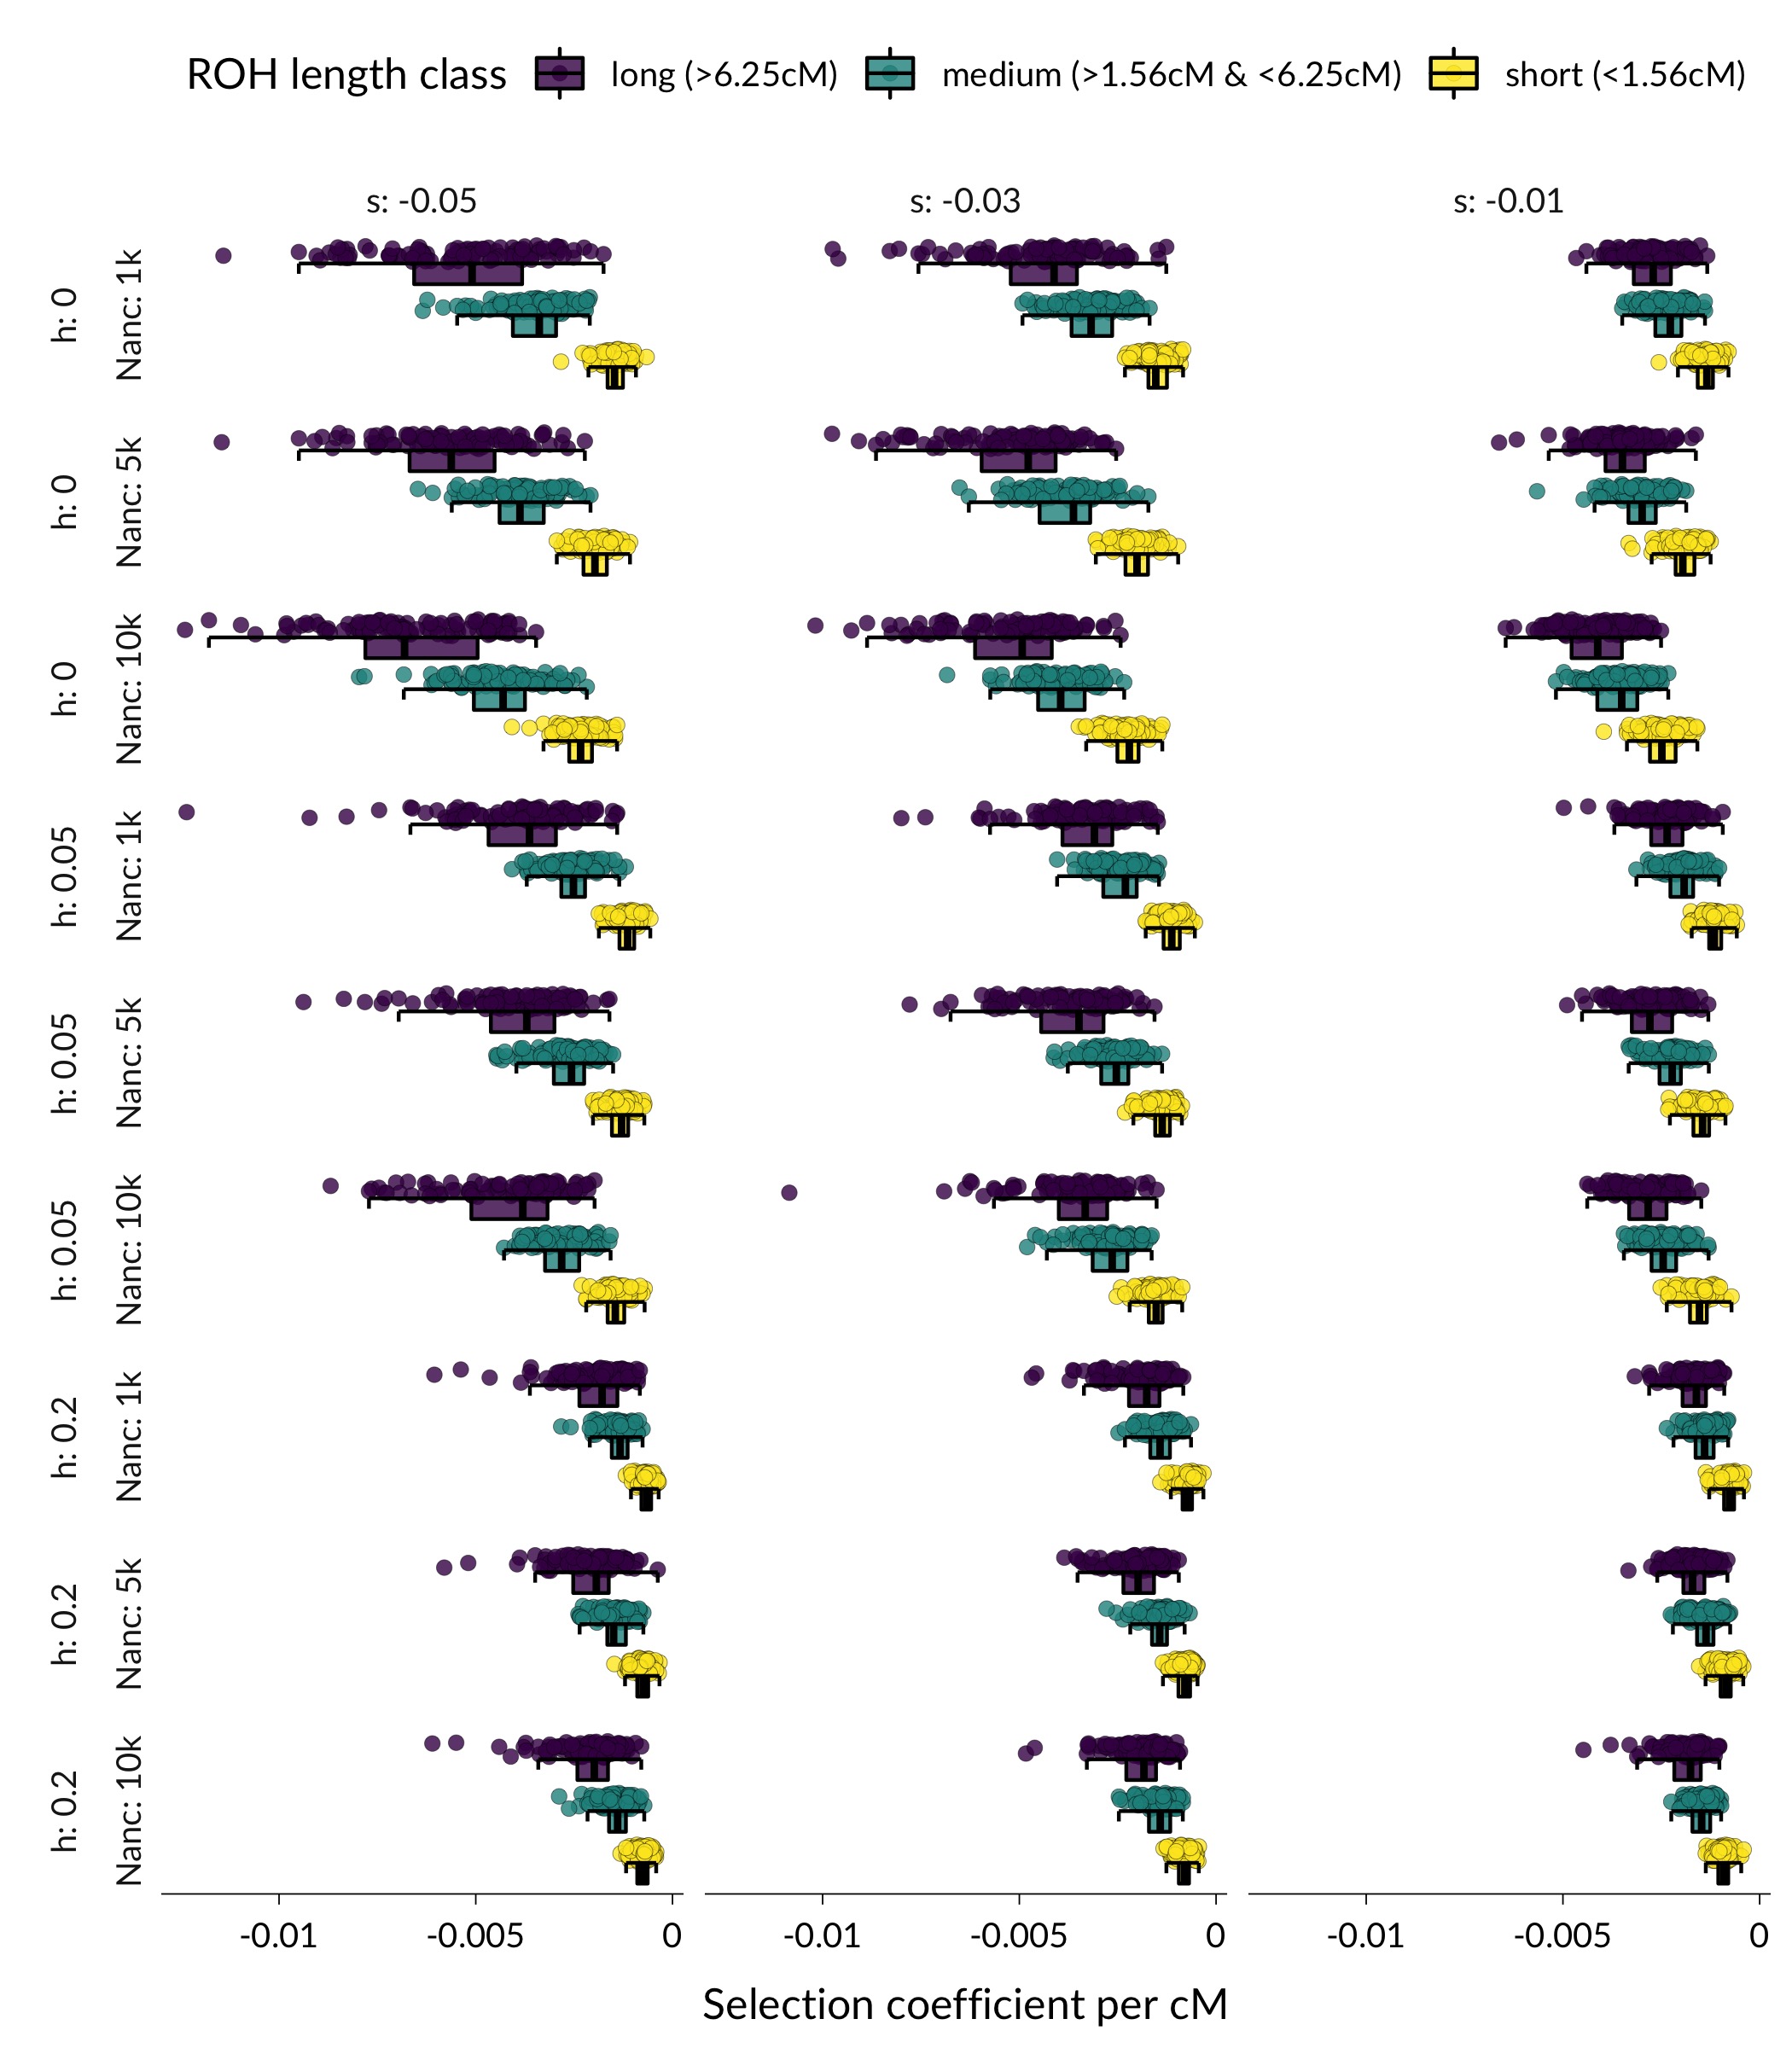 ROH length class long (>6.25cM) medium (>1.56cM & <6.25cM) short (<1.56cM)
s: -0.05 s: -0.03 s: -0.01
h: 0 Nanc: 1k
h: 0 Nanc: 5k
h: 0 Nanc: 10k
h: 0.05 Nanc: 1k
h: 0.05 Nanc: 5k
h: 0.05 Nanc: 10k
h: 0.2 Nanc: 1k
h: 0.2 Nanc: 5k
h: 0.2 Nanc: 10k
-0.01 -0.005 0 -0.01 -0.005 0 -0.01 -0.005 0
Selection coefficient per cM